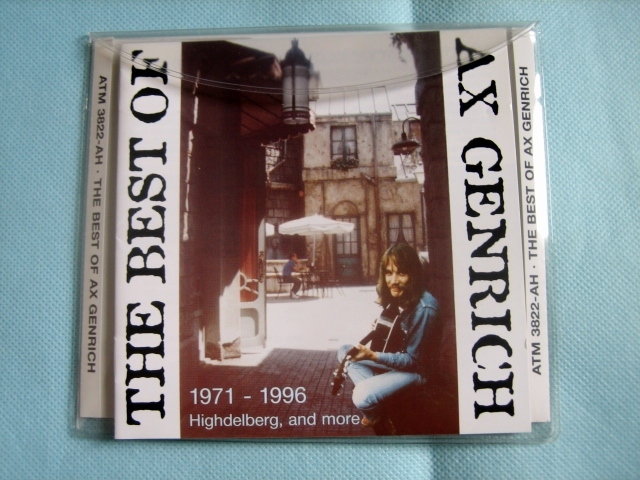 ATM 3822-AH · THE BEST OF AX GENRICH
THE BEST OF
AX GENRICH
1971 - 1996
Highdelberg, and more
ATM 3822-AH · THE BEST OF AX GENRICH